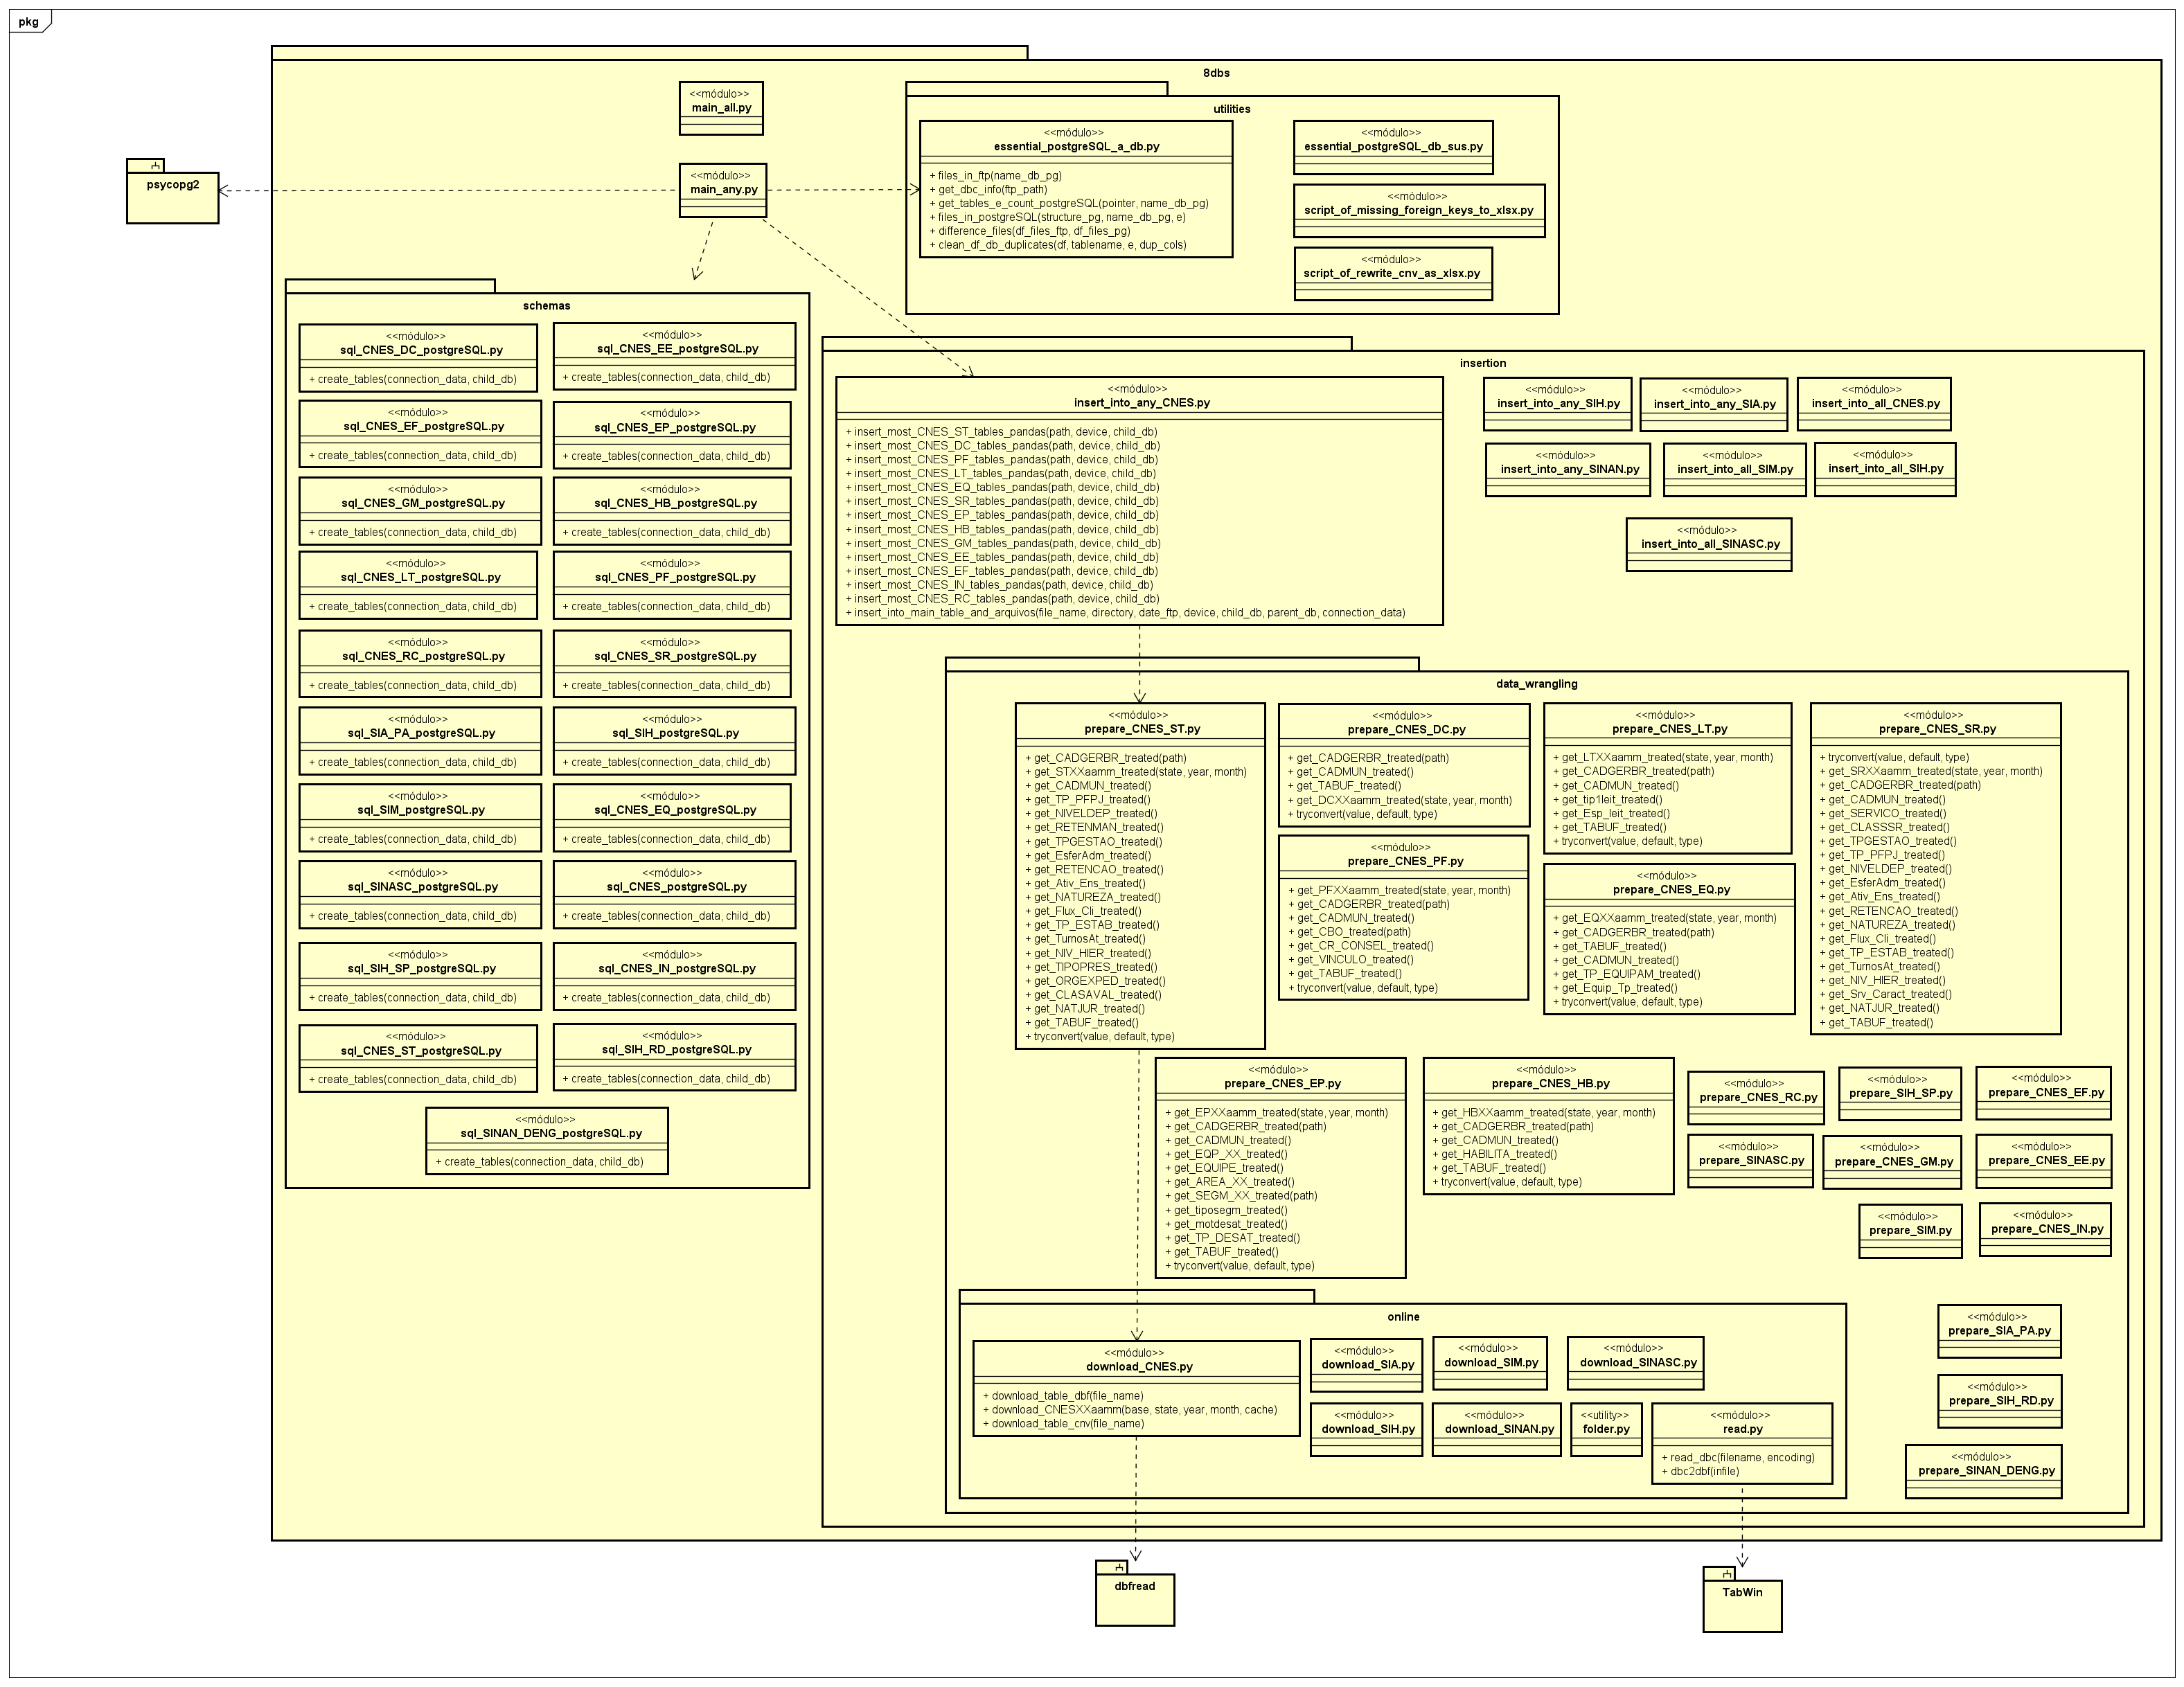 pkg
8dbs
<<módulo>>
main_all.py
<<módulo>>
main_any.py
psycopg2
utilities
<<módulo>>
essential_postgreSQL_a_db.py
+ files_in_ftp(name_db_pg)
+ get_dbc_info(ftp_path)
+ get_tables_e_count_postgreSQL(pointer, name_db_pg)
+ files_in_postgreSQL(structure_pg, name_db_pg, e)
+ difference_files(df_files_ftp, df_files_pg)
+ clean_df_db_duplicates(df, tablename, e, dup_cols)
<<módulo>>
essential_postgreSQL_db_sus.py
<<módulo>>
script_of_missing_foreign_keys_to_xlsx.py
<<módulo>>
script_of_rewrite_cnv_as_xlsx.py
schemas
<<módulo>>
sql_CNES_DC_postgreSQL.py
+ create_tables(connection_data, child_db)
<<módulo>>
sql_CNES_EE_postgreSQL.py
+ create_tables(connection_data, child_db)
<<módulo>>
sql_CNES_EF_postgreSQL.py
+ create_tables(connection_data, child_db)
<<módulo>>
sql_CNES_EP_postgreSQL.py
+ create_tables(connection_data, child_db)
<<módulo>>
sql_CNES_GM_postgreSQL.py
+ create_tables(connection_data, child_db)
<<módulo>>
sql_CNES_HB_postgreSQL.py
+ create_tables(connection_data, child_db)
<<módulo>>
sql_CNES_LT_postgreSQL.py
+ create_tables(connection_data, child_db)
<<módulo>>
sql_CNES_PF_postgreSQL.py
+ create_tables(connection_data, child_db)
<<módulo>>
sql_CNES_RC_postgreSQL.py
+ create_tables(connection_data, child_db)
<<módulo>>
sql_CNES_SR_postgreSQL.py
+ create_tables(connection_data, child_db)
<<módulo>>
sql_SIA_PA_postgreSQL.py
+ create_tables(connection_data, child_db)
<<módulo>>
sql_SIH_postgreSQL.py
+ create_tables(connection_data, child_db)
<<módulo>>
sql_SIM_postgreSQL.py
+ create_tables(connection_data, child_db)
<<módulo>>
sql_CNES_EQ_postgreSQL.py
+ create_tables(connection_data, child_db)
<<módulo>>
sql_SINASC_postgreSQL.py
+ create_tables(connection_data, child_db)
<<módulo>>
sql_CNES_postgreSQL.py
+ create_tables(connection_data, child_db)
<<módulo>>
sql_SIH_SP_postgreSQL.py
+ create_tables(connection_data, child_db)
<<módulo>>
sql_CNES_IN_postgreSQL.py
+ create_tables(connection_data, child_db)
<<módulo>>
sql_CNES_ST_postgreSQL.py
+ create_tables(connection_data, child_db)
<<módulo>>
sql_SIH_RD_postgreSQL.py
+ create_tables(connection_data, child_db)
<<módulo>>
sql_SINAN_DENG_postgreSQL.py
+ create_tables(connection_data, child_db)
insertion
<<módulo>>
insert_into_any_CNES.py
+ insert_most_CNES_ST_tables_pandas(path, device, child_db)
+ insert_most_CNES_DC_tables_pandas(path, device, child_db)
+ insert_most_CNES_PF_tables_pandas(path, device, child_db)
+ insert_most_CNES_LT_tables_pandas(path, device, child_db)
+ insert_most_CNES_EQ_tables_pandas(path, device, child_db)
+ insert_most_CNES_SR_tables_pandas(path, device, child_db)
+ insert_most_CNES_EP_tables_pandas(path, device, child_db)
+ insert_most_CNES_HB_tables_pandas(path, device, child_db)
+ insert_most_CNES_GM_tables_pandas(path, device, child_db)
+ insert_most_CNES_EE_tables_pandas(path, device, child_db)
+ insert_most_CNES_EF_tables_pandas(path, device, child_db)
+ insert_most_CNES_IN_tables_pandas(path, device, child_db)
+ insert_most_CNES_RC_tables_pandas(path, device, child_db)
+ insert_into_main_table_and_arquivos(file_name, directory, date_ftp, device, child_db, parent_db, connection_data)
<<módulo>>
insert_into_any_SIH.py
<<módulo>>
insert_into_any_SIA.py
<<módulo>>
insert_into_all_CNES.py
<<módulo>>
insert_into_any_SINAN.py
<<módulo>>
insert_into_all_SIM.py
<<módulo>>
insert_into_all_SIH.py
<<módulo>>
insert_into_all_SINASC.py
data_wrangling
<<módulo>>
prepare_CNES_ST.py
+ get_CADGERBR_treated(path)
+ get_STXXaamm_treated(state, year, month)
+ get_CADMUN_treated()
+ get_TP_PFPJ_treated()
+ get_NIVELDEP_treated()
+ get_RETENMAN_treated()
+ get_TPGESTAO_treated()
+ get_EsferAdm_treated()
+ get_RETENCAO_treated()
+ get_Ativ_Ens_treated()
+ get_NATUREZA_treated()
+ get_Flux_Cli_treated()
+ get_TP_ESTAB_treated()
+ get_TurnosAt_treated()
+ get_NIV_HIER_treated()
+ get_TIPOPRES_treated()
+ get_ORGEXPED_treated()
+ get_CLASAVAL_treated()
+ get_NATJUR_treated()
+ get_TABUF_treated()
+ tryconvert(value, default, type)
<<módulo>>
prepare_CNES_DC.py
+ get_CADGERBR_treated(path)
+ get_CADMUN_treated()
+ get_TABUF_treated()
+ get_DCXXaamm_treated(state, year, month)
+ tryconvert(value, default, type)
<<módulo>>
prepare_CNES_PF.py
+ get_PFXXaamm_treated(state, year, month)
+ get_CADGERBR_treated(path)
+ get_CADMUN_treated()
+ get_CBO_treated(path)
+ get_CR_CONSEL_treated()
+ get_VINCULO_treated()
+ get_TABUF_treated()
+ tryconvert(value, default, type)
<<módulo>>
prepare_CNES_LT.py
+ get_LTXXaamm_treated(state, year, month)
+ get_CADGERBR_treated(path)
+ get_CADMUN_treated()
+ get_tip1leit_treated()
+ get_Esp_leit_treated()
+ get_TABUF_treated()
+ tryconvert(value, default, type)
<<módulo>>
prepare_CNES_EQ.py
+ get_EQXXaamm_treated(state, year, month)
+ get_CADGERBR_treated(path)
+ get_TABUF_treated()
+ get_CADMUN_treated()
+ get_TP_EQUIPAM_treated()
+ get_Equip_Tp_treated()
+ tryconvert(value, default, type)
<<módulo>>
prepare_CNES_SR.py
+ tryconvert(value, default, type)
+ get_SRXXaamm_treated(state, year, month)
+ get_CADGERBR_treated(path)
+ get_CADMUN_treated()
+ get_SERVICO_treated()
+ get_CLASSSR_treated()
+ get_TPGESTAO_treated()
+ get_TP_PFPJ_treated()
+ get_NIVELDEP_treated()
+ get_EsferAdm_treated()
+ get_Ativ_Ens_treated()
+ get_RETENCAO_treated()
+ get_NATUREZA_treated()
+ get_Flux_Cli_treated()
+ get_TP_ESTAB_treated()
+ get_TurnosAt_treated()
+ get_NIV_HIER_treated()
+ get_Srv_Caract_treated()
+ get_NATJUR_treated()
+ get_TABUF_treated()
<<módulo>>
prepare_CNES_EP.py
+ get_EPXXaamm_treated(state, year, month)
+ get_CADGERBR_treated(path)
+ get_CADMUN_treated()
+ get_EQP_XX_treated()
+ get_EQUIPE_treated()
+ get_AREA_XX_treated()
+ get_SEGM_XX_treated(path)
+ get_tiposegm_treated()
+ get_motdesat_treated()
+ get_TP_DESAT_treated()
+ get_TABUF_treated()
+ tryconvert(value, default, type)
<<módulo>>
prepare_CNES_HB.py
+ get_HBXXamm_treated(state, year, month)
+ get_CADGERBR_treated(path)
+ get_CADMUN_treated()
+ get_HABILITA_treated()
+ get_TABUF_treated()
+ tryconvert(value, default, type)
<<módulo>>
prepare_CNES_RC.py
<<módulo>>
prepare_SIH_SP.py
<<módulo>>
prepare_CNES_EF.py
<<módulo>>
prepare_SINASC.py
<<módulo>>
prepare_CNES_GM.py
<<módulo>>
prepare_CNES_EE.py
<<módulo>>
prepare_SIM.py
<<módulo>>
prepare_CNES_IN.py
<<módulo>>
prepare_SIA_PA.py
<<módulo>>
prepare_SIH_RD.py
<<módulo>>
prepare_SINAN_DENG.py
online
<<módulo>>
download_CNES.py
+ download_table_dbf(file_name)
+ download_CNESXXaamm(base, state, year, month, cache)
+ download_table_cnv(file_name)
<<módulo>>
download_SIA.py
<<módulo>>
download_SIM.py
<<módulo>>
download_SINASC.py
<<módulo>>
download_SIH.py
<<módulo>>
download_SINAN.py
<<utility>>
folder.py
<<módulo>>
read.py
+ read_dbc(filename, encoding)
+ dbc2dbf(infile)
dbfread
TabWin